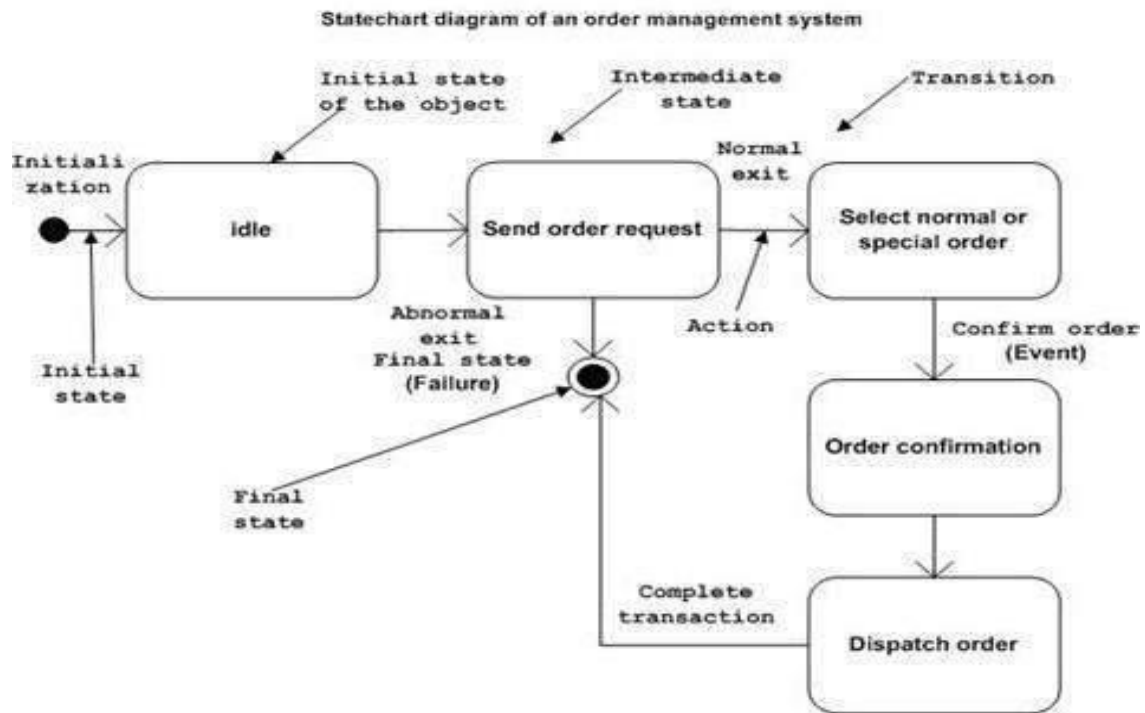 Statechart diagram of an order management system
Initial state
of the object
Intermediate
state
Transition
Initiali
zation
Normal
exit
idle
Send order request
Select normal or
special order
Initial
state
Abnormal
exit
Final state
(Failure)
Action
Confirm order
(Event)
Order confirmation
Final
state
Complete
transaction
Dispatch order